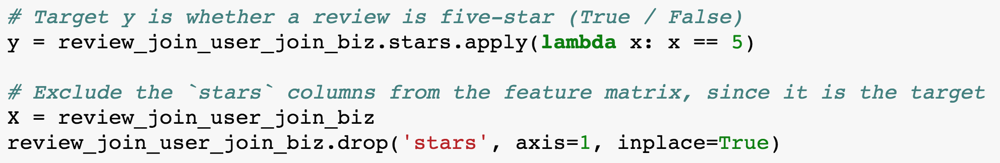 # Target y is whether a review is five-star (True / False)
y = review_join_user_join_biz.stars.apply(lambda x: x == 5)
# Exclude the `stars` columns from the feature matrix, since it is the target
X = review_join_user_join_biz
review_join_user_join_biz.drop('stars', axis=1, inplace=True)